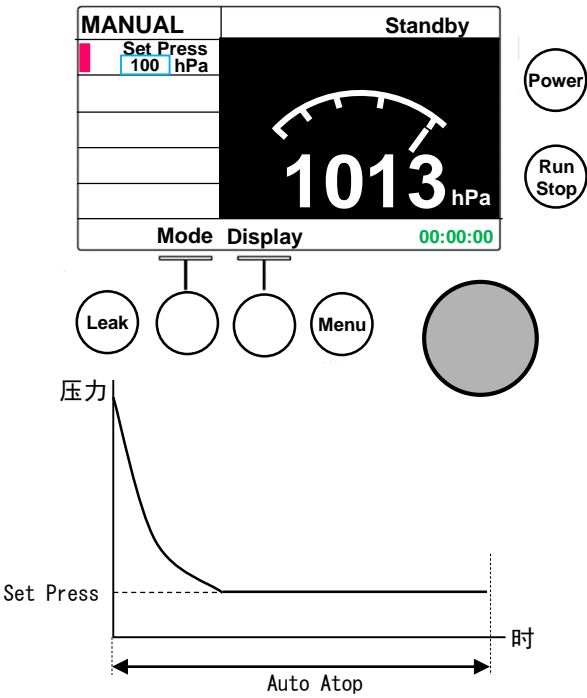 MANUAL Standby
Set Press
100 hPa
Power
1013 hPa
Run
Stop
Mode Display 00:00:00
Leak Menu
压力
Set Press
时
Auto Atop